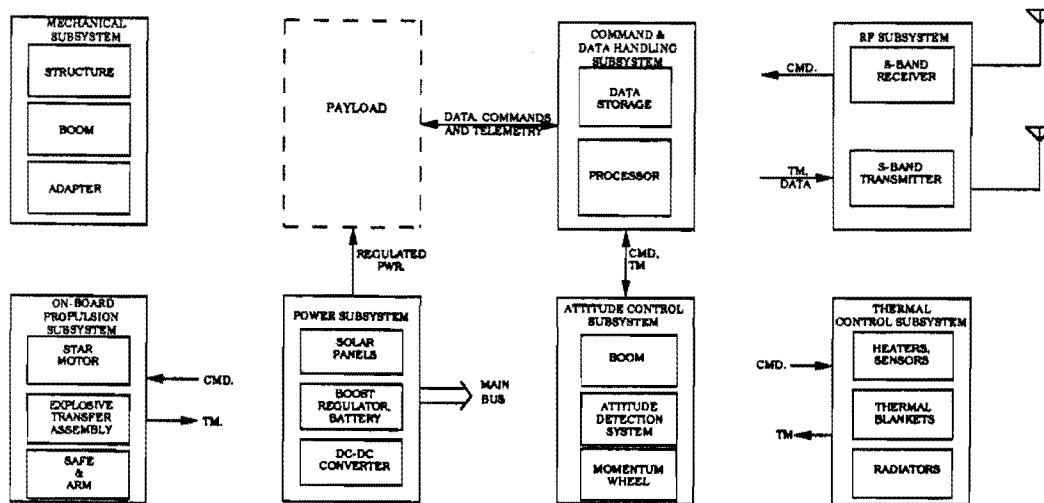 MECHANICAL
SUBSYSTEM
STRUCTURE
BOOM
ADAPTER
PAYLOAD
DATA, COMMANDS
AND TELEMETRY
COMMAND &
DATA HANDLING
SUBSYSTEM
DATA
STORAGE
PROCESSOR
RF SUBSYSTEM
CMD.
S-BAND
RECEIVER
TM,
DATA
S-BAND
TRANSMITTER
REGULATED
PWR.
CMD,
TM
ON-BOARD
PROPULSION
SUBSYSTEM
STAR
MOTOR
CMD.
EXPLOSIVE
TRANSFER
ASSEMBLY
TM.
SAFE
&
ARM
POWER SUBSYSTEM
SOLAR
PANELS
BOOST
REGULATOR,
BATTERY
MAIN
BUS
DC-DC
CONVERTER
ATTITUDE CONTROL
SUBSYSTEM
BOOM
ATTITUDE
DETECTION
SYSTEM
MOMENTUM
WHEEL
THERMAL
CONTROL SUBSYSTEM
CMD.
HEATERS,
SENSORS
THERMAL
BLANKETS
TM
RADIATORS